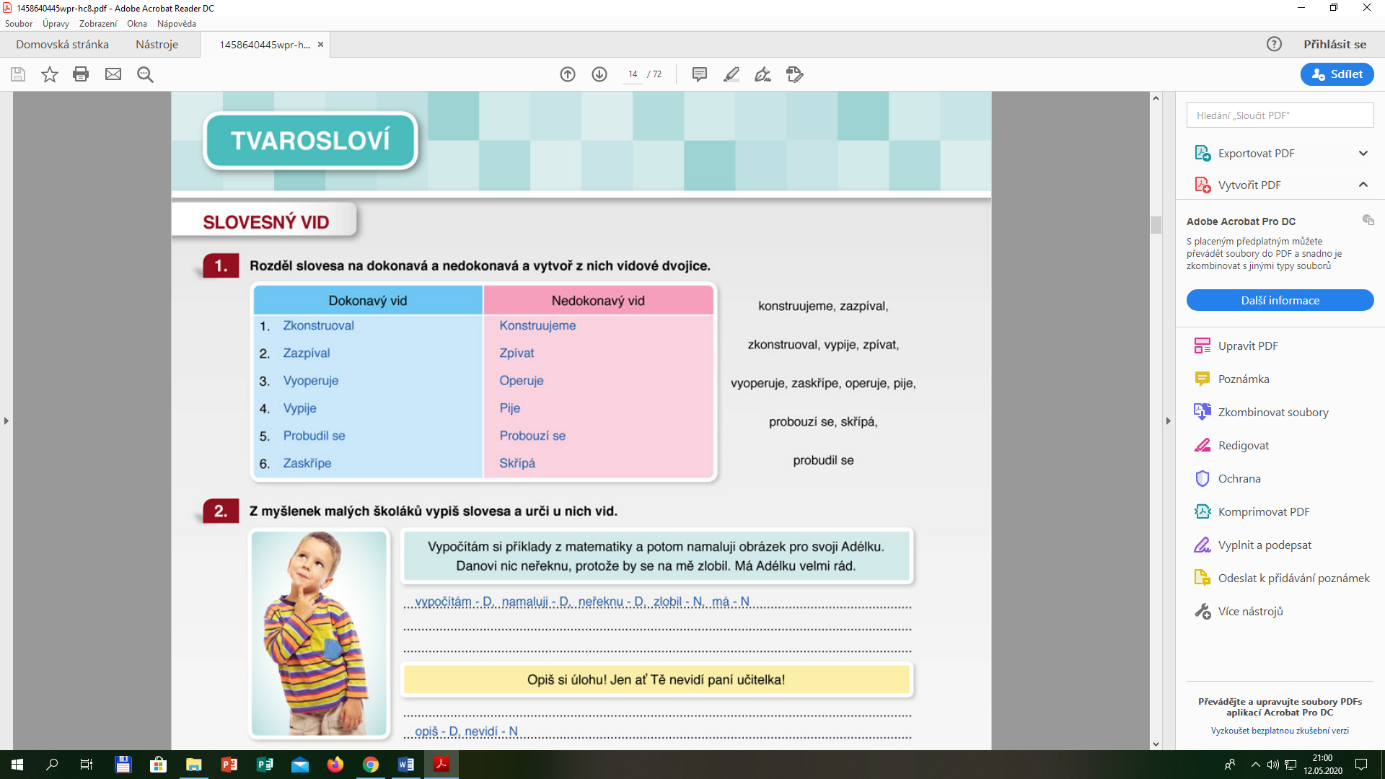 1458640445wpr-hc8.pdf - Adobe Acrobat Reader DC
Soubor Úpravy Zobrazení Okna Nápověda
Domovská stránka Nástroje 1458640445wpr-h... × Přihlásit se
14 / 72 Sdílet
TVAROSLOVÍ
SLOVESNÝ VID
1. Rozděl slovesa na dokonavá a nedokonavá a vytvoř z nich vidové dvojice.
Dokonavý vid Nedokonavý vid
1. Zkonstruoval Konstruujeme
2. Zazpíval Zpívat
3. Vyoperuje Operuje
4. Vypije Pije
5. Probudil se Probouzí se
6. Zaskřípe Skřípá
konstruujeme, zazpíval,
zkonstruoval, vypije, zpívat,
vyoperuje, zaskřípe, operuje, pije,
probouzí se, skřípá,
probudil se
2. Z myšlenek malých školáků vypiš slovesa a urči u nich vid.
Vypočítám si příklady z matematiky a potom namaluji obrázek pro svoji Adélku.
Danovi nic neřeknu, protože by se na mě zlobil. Má Adélku velmi rád.
vypočítám - D, namaluji - D, neřeknu - D, zlobil - N, má - N
Opiš si úlohu! Jen ať Tě nevidí paní učitelka!
opiš - D, nevidí - N
Hledání „Sloučit PDF"
Exportovat PDF
Vytvořit PDF
Adobe Acrobat Pro DC
S placeným předplatným můžete
převádět soubory do PDF a snadno je
zkombinovat s jinými typy souborů
Další informace
Upravit PDF
Poznámka
Zkombinovat soubory
Redigovat
Ochrana
Komprimovat PDF
Vyplnit a podepsat
Odeslat k přidávání poznámek
Více nástrojů
Převádějte a upravujte soubory PDFs
aplikací Acrobat Pro DC
Vyzkoušet bezplatnou zkušební verzi
21:00
12.05.2020